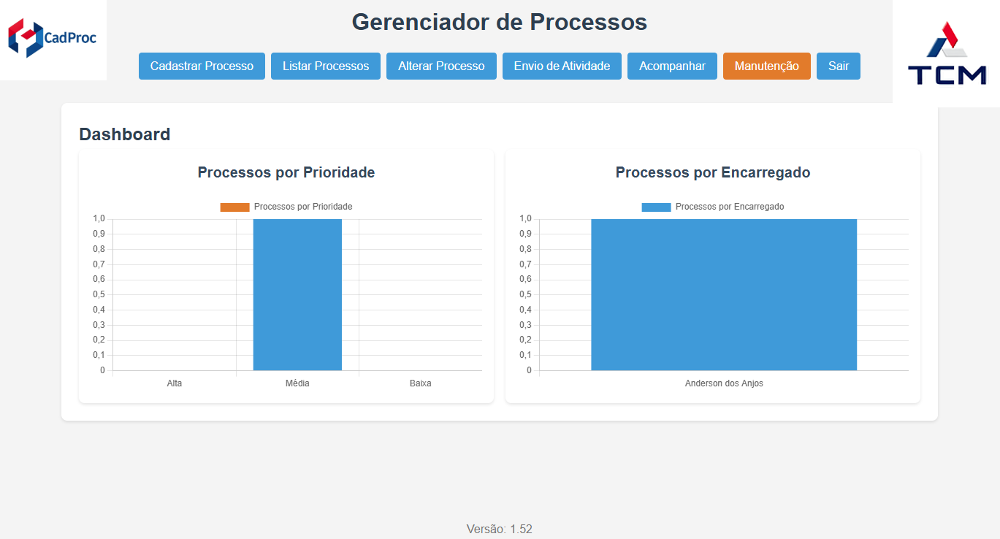 CadProc
Gerenciador de Processos
TCM
Cadastrar Processo
Listar Processos
Alterar Processo
Envio de Atividade
Acompanhar
Manutenção
Sair
Dashboard
Processos por Prioridade
Processos por Prioridade
1,0
0,9
0,8
0,7
0,6
0,5
0,4
0,3
0,2
0,1
0
Alta
Média
Baixa
Processos por Encarregado
Processos por Encarregado
1,0
0,9
0,8
0,7
0,6
0,5
0,4
0,3
0,2
0,1
0
Anderson dos Anjos
Versão: 1.52